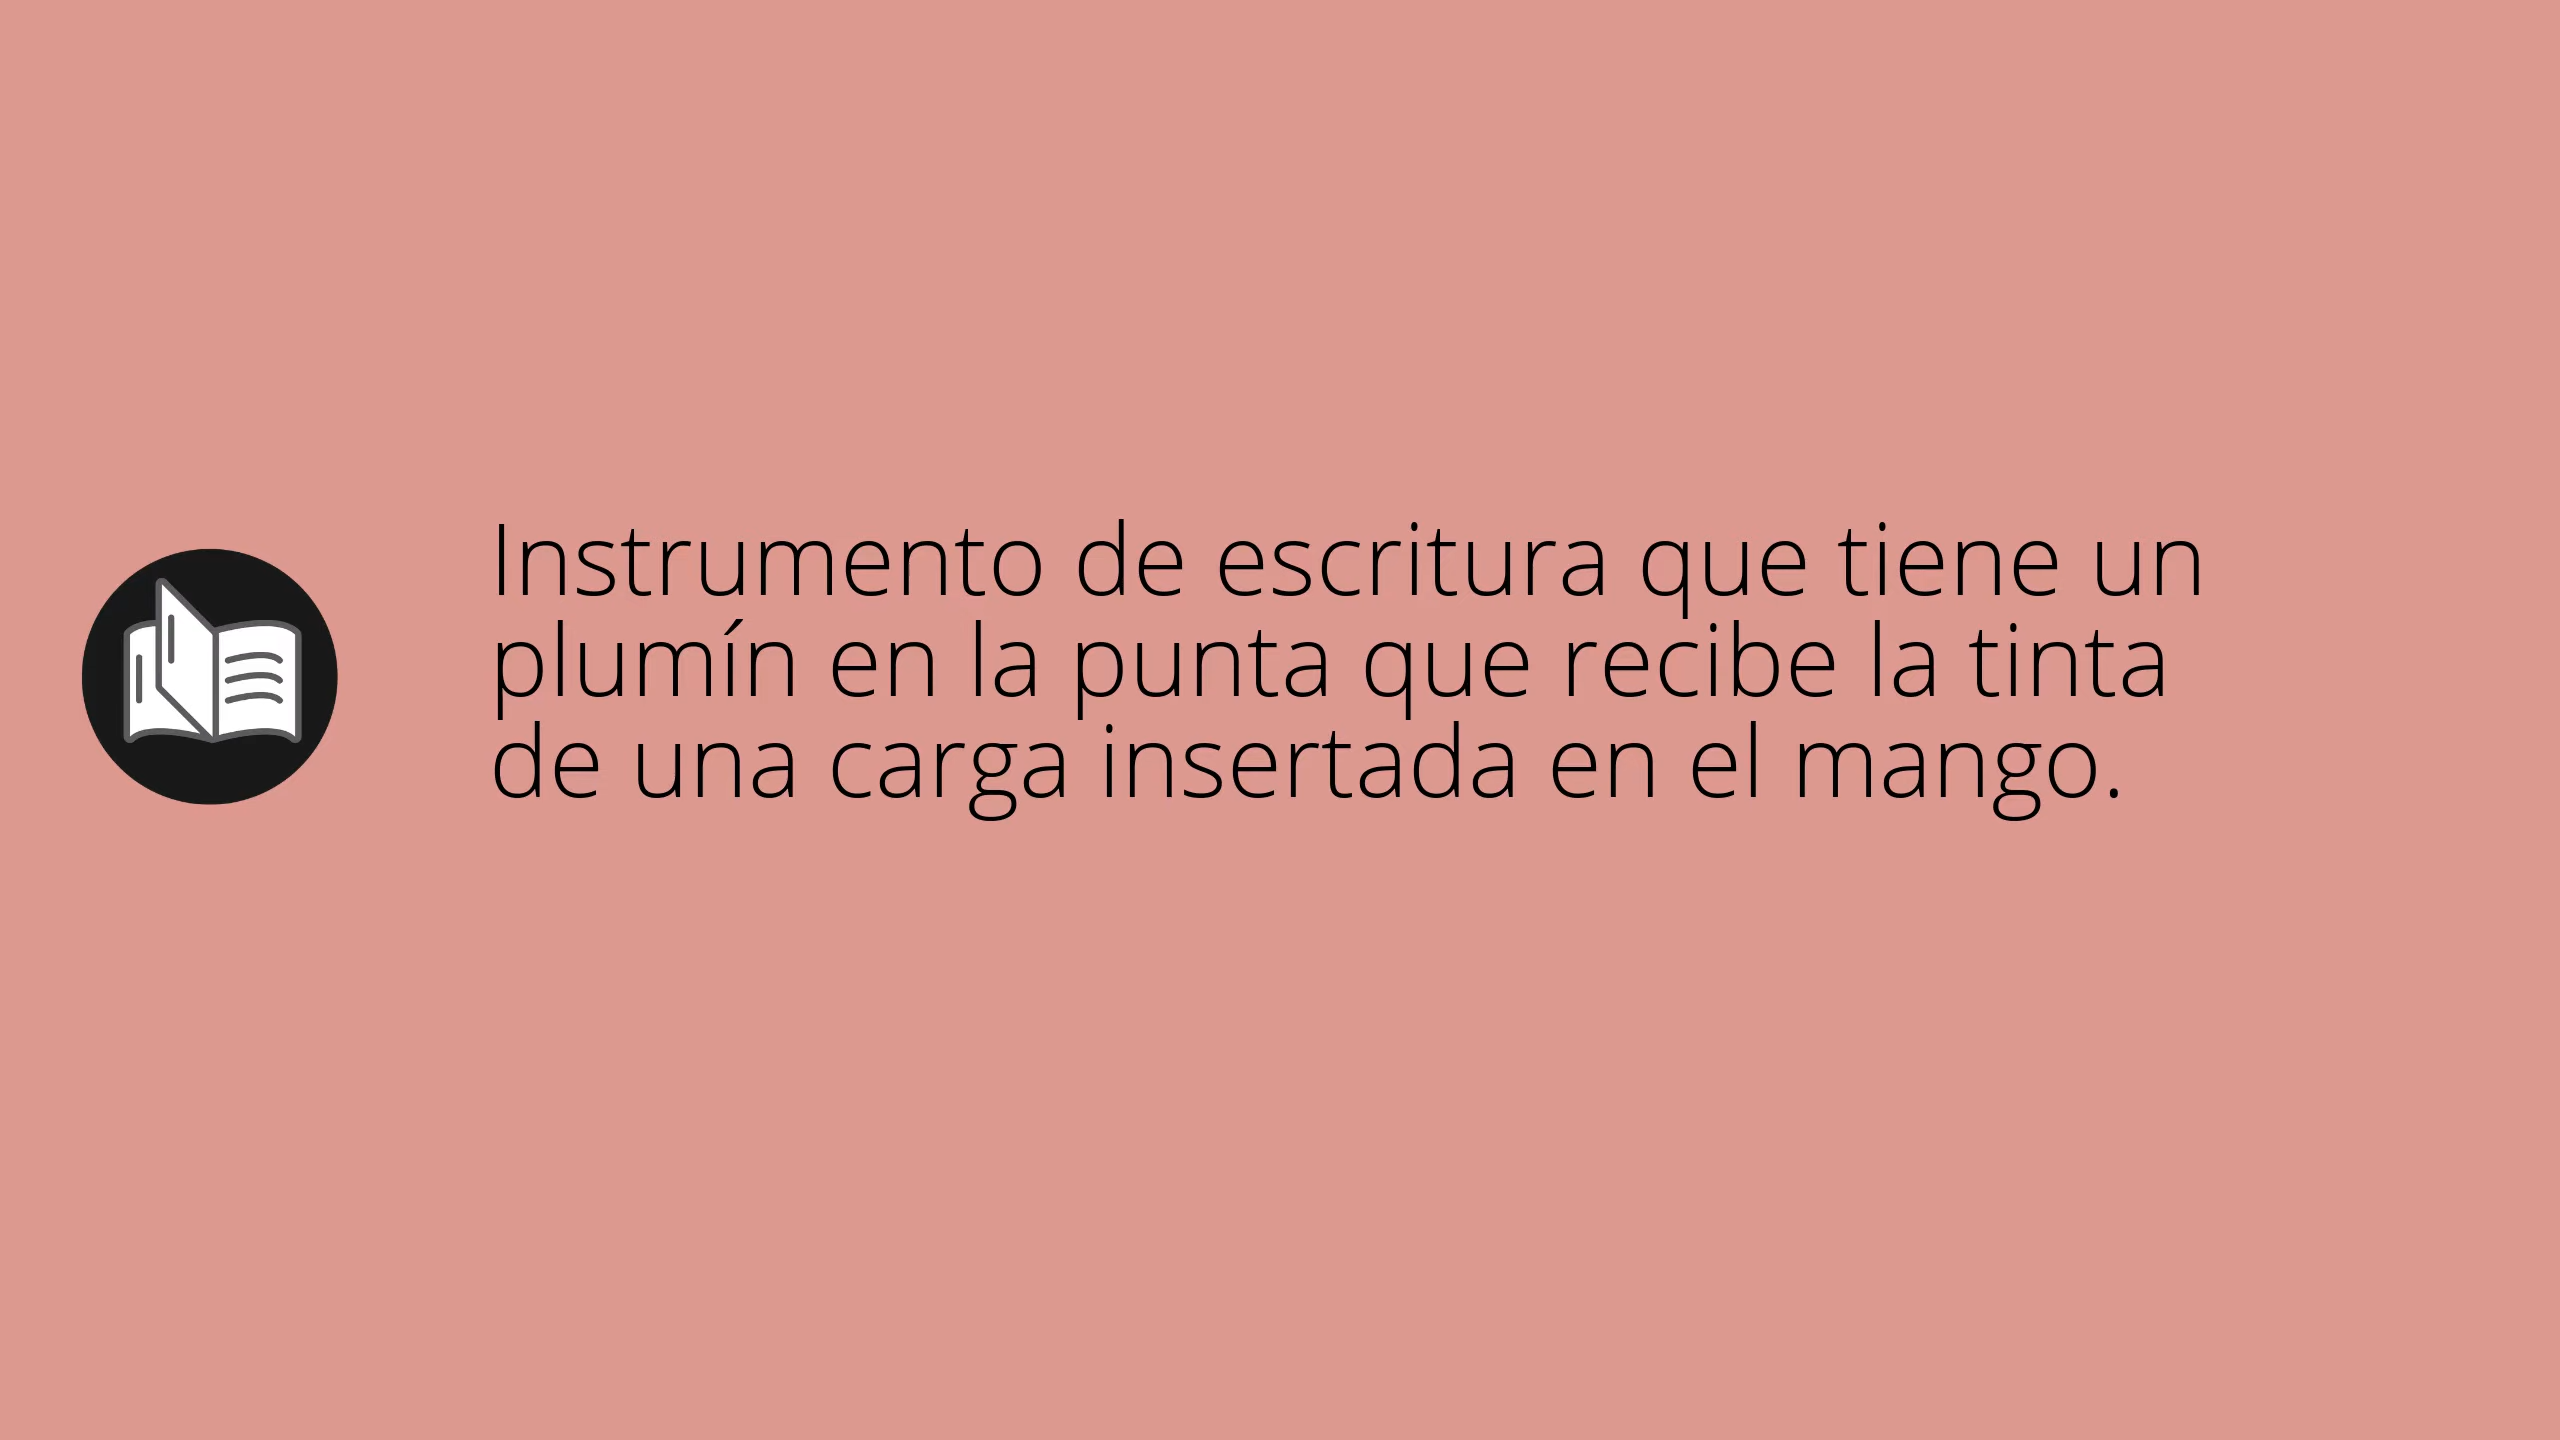 Instrumento de escritura que tiene un
plumín en la punta que recibe la tinta
de una carga insertada en el mango.